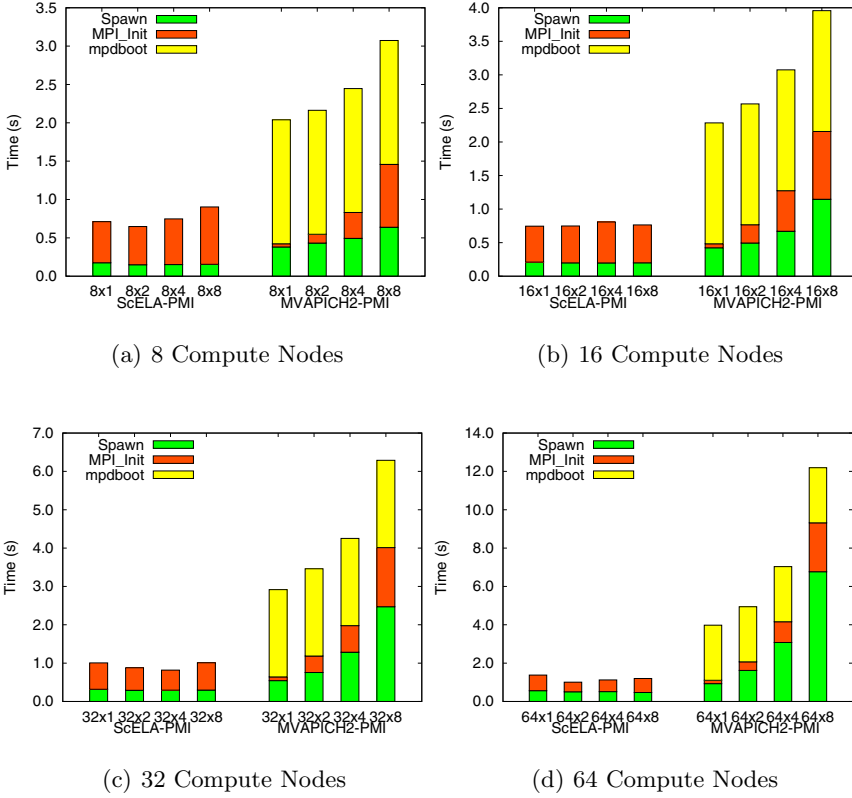 Time (s)
3.5
3.0
2.5
2.0
1.5
1.0
0.5
0.0
Spawn
MPI_Init
mpdboot
8x1 8x2 8x4 8x8 8x1 8x2 8x4 8x8
ScELA-PMI MVAPICH2-PMI
(a) 8 Compute Nodes
Time (s)
4.0
3.5
3.0
2.5
2.0
1.5
1.0
0.5
0.0
Spawn
MPI_Init
mpdboot
16x1 16x2 16x4 16x8 16x1 16x2 16x4 16x8
ScELA-PMI MVAPICH2-PMI
(b) 16 Compute Nodes
Time (s)
7.0
6.0
5.0
4.0
3.0
2.0
1.0
0.0
Spawn
MPI_Init
mpdboot
32x1 32x2 32x4 32x8 32x1 32x2 32x4 32x8
ScELA-PMI MVAPICH2-PMI
(c) 32 Compute Nodes
Time (s)
14.0
12.0
10.0
8.0
6.0
4.0
2.0
0.0
Spawn
MPI_Init
mpdboot
64x1 64x2 64x4 64x8 64x1 64x2 64x4 64x8
ScELA-PMI MVAPICH2-PMI
(d) 64 Compute Nodes